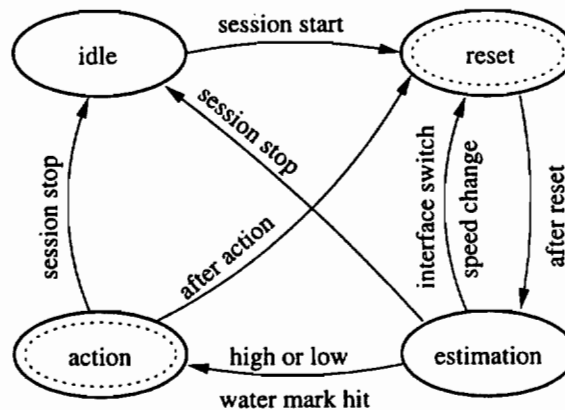 session start
idle
reset
session stop
session stop
after action
interface switch
speed change
after reset
action
high or low
water mark hit
estimation